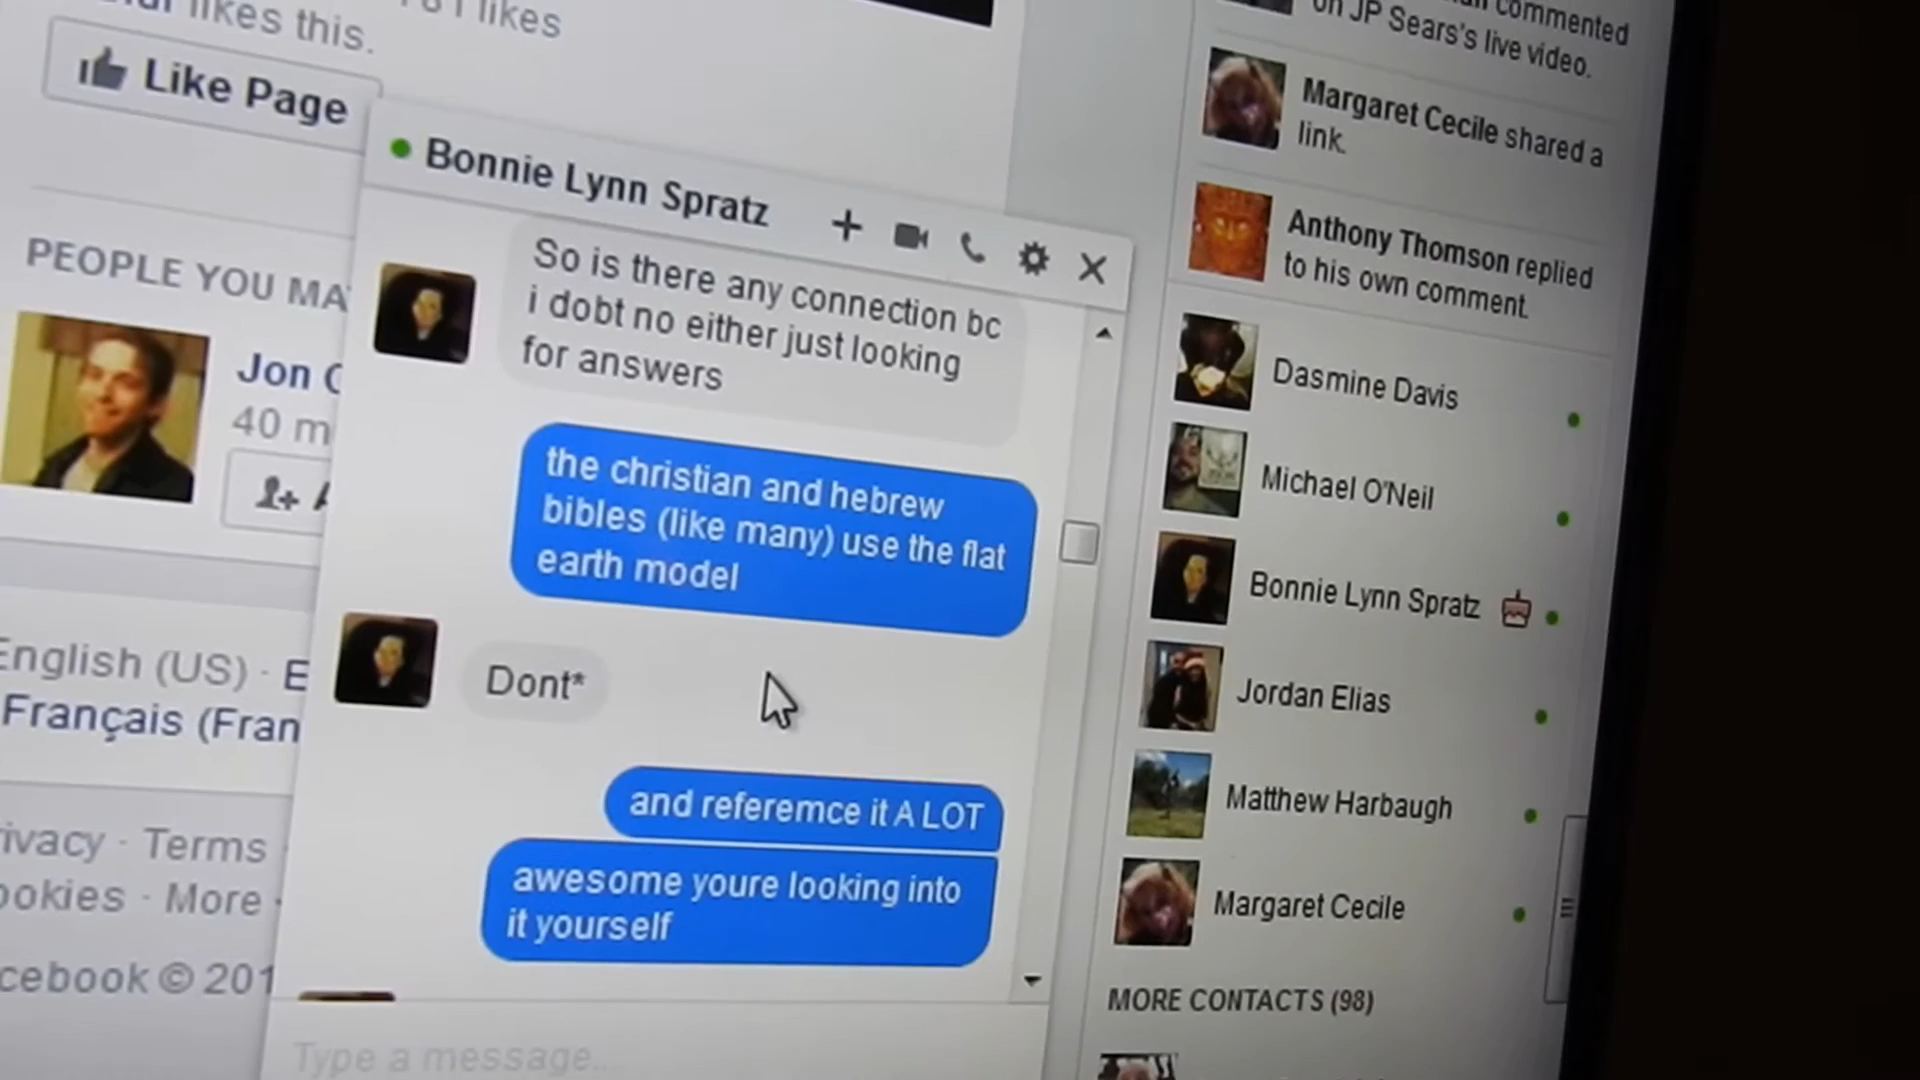 likes this.
likes
Like Page
PEOPLE YOU MA
Jon
40 m
English (US) · E
Français (Fran
ivacy · Terms
ookies · More ·
cebook © 201
Bonnie Lynn Spratz
So is there any connection bc
i dobt no either just looking
for answers
the christian and hebrew
bibles (like many) use the flat
earth model
Dont*
and referemce it A LOT
awesome youre looking into
it yourself
Type a message...
commented
on JP Sears's live video.
Margaret Cecile shared a
link.
Anthony Thomson replied
to his own comment.
Dasmine Davis
Michael O'Neil
Bonnie Lynn Spratz
Jordan Elias
Matthew Harbaugh
Margaret Cecile
MORE CONTACTS (98)